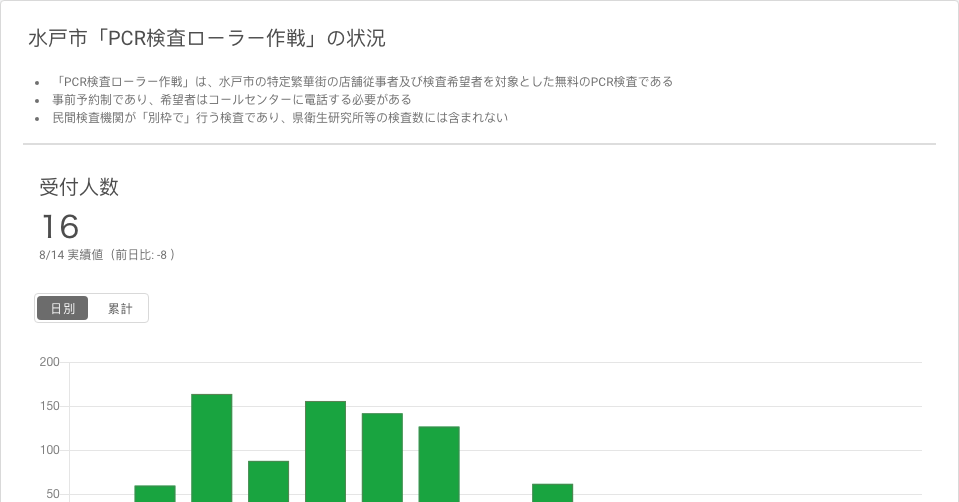 水戸市「PCR検査ローラー作戦」の状況
「PCR検査ローラー作戦」は、水戸市の特定繁華街の店舗従事者及び検査希望者を対象とした無料のPCR検査である
事前予約制であり、希望者はコールセンターに電話する必要がある
民間検査機関が「別枠で」行う検査であり、県衛生研究所等の検査数には含まれない
受付人数
16
8/14 実績値（前日比: -8 ）
日別 累計
200
150
100
50